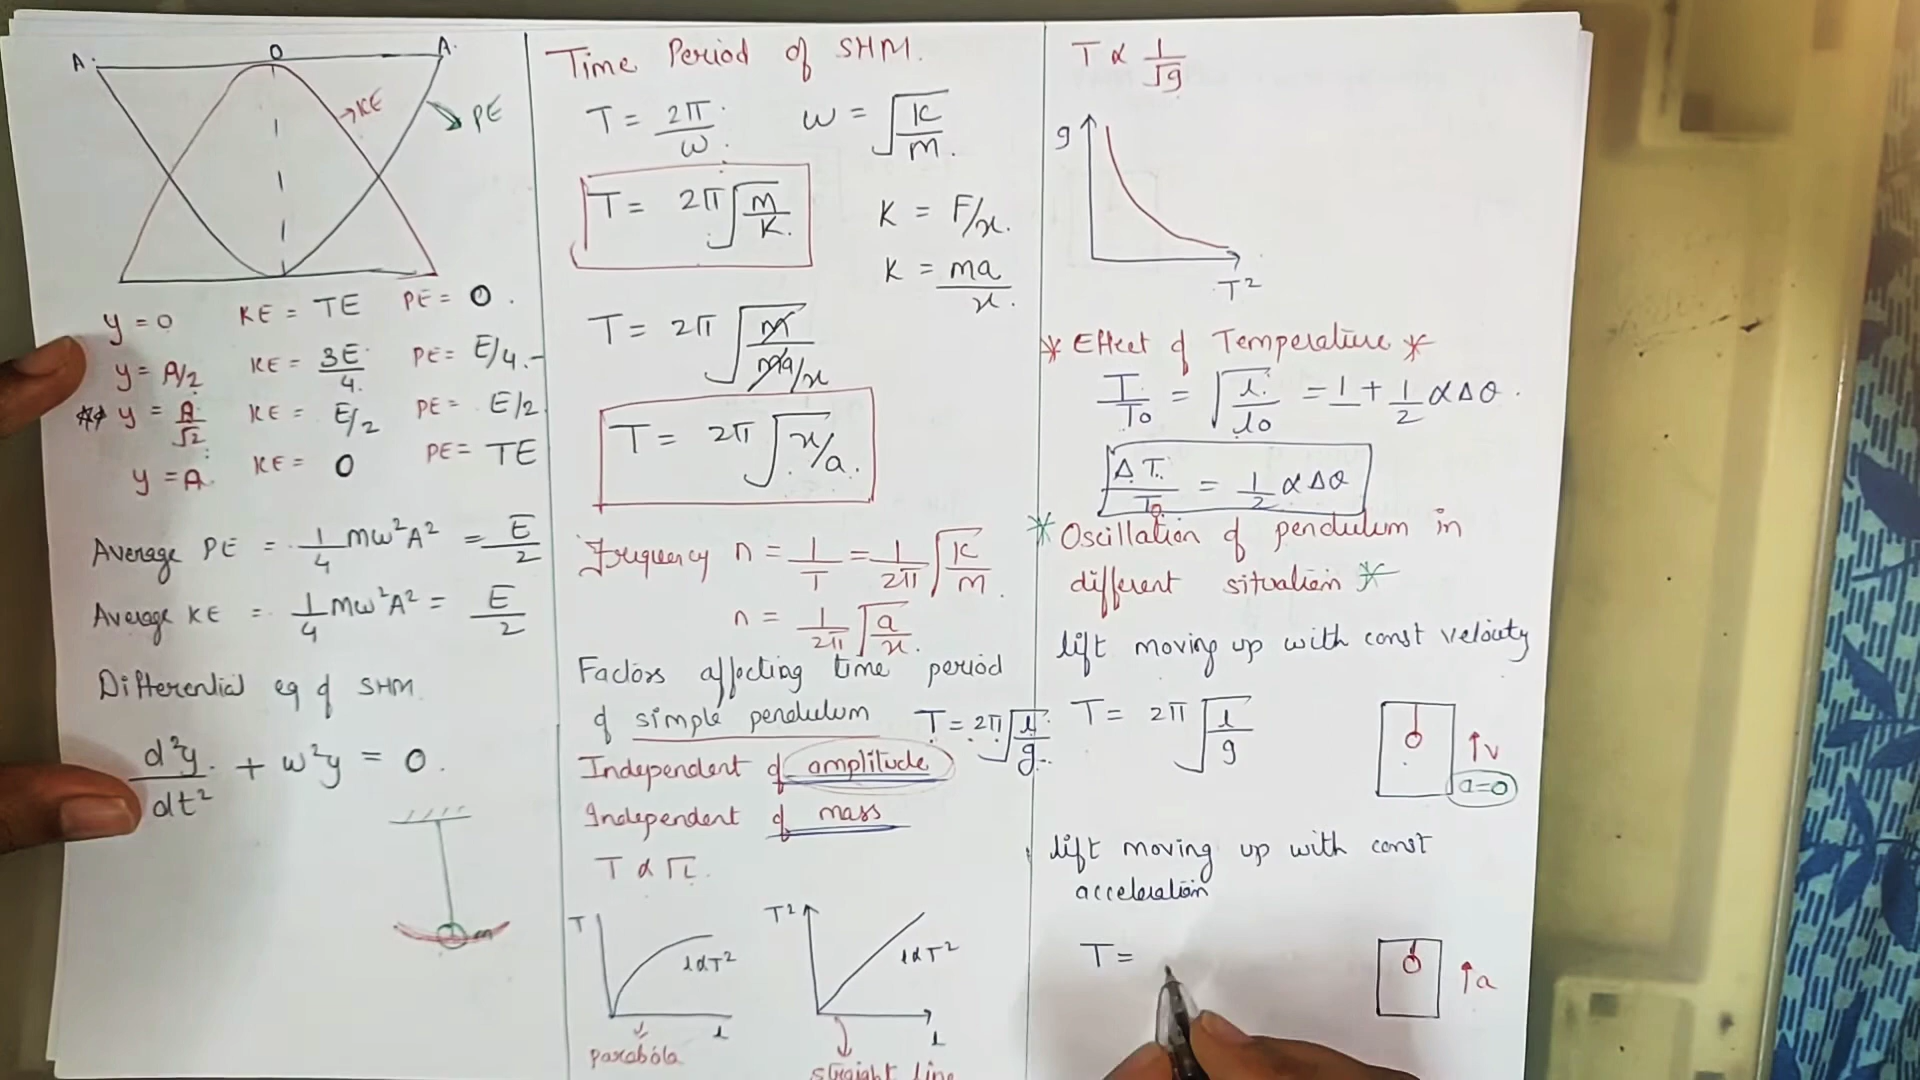 A. O A.
KE
PE
y = 0 KE = TE PE = 0.
y = A/2 KE = 3E/4. PE = E/4.
** y = A/√2 KE = E/2 PE = E/2
y = A. KE = 0 PE = TE
Average PE = 1/4 mω²A² = E/2
Average KE = 1/4 mω²A² = E/2
Differential eq of SHM.
d²y/dt² + ω²y = 0.
m
Time Period of SHM.
T = 2π/ω. ω = √K/m.
T = 2π √m/K. K = F/x.
K = ma/x.
T = 2π √m/ma/x
T = 2π √x/a.
Frequency n = 1/T = 1/2π √K/m.
n = 1/2π √a/x.
Factors affecting time period
of simple pendulum T = 2π √l/g.
Independent of amplitude
Independent of mass
T α √L.
T lαT² l
parabola
T² lαT² l
straight line
T α 1/√g
g
T²
* Effect of Temperature *
T/T0 = √l/l0 = 1 + 1/2 αΔθ.
ΔT/T0 = 1/2 αΔθ
* Oscillation of pendulum in
different situation *
lift moving up with const velouty
T = 2π √l/g
↑v
a=0
lift moving up with const
acceleration
T =
↑a